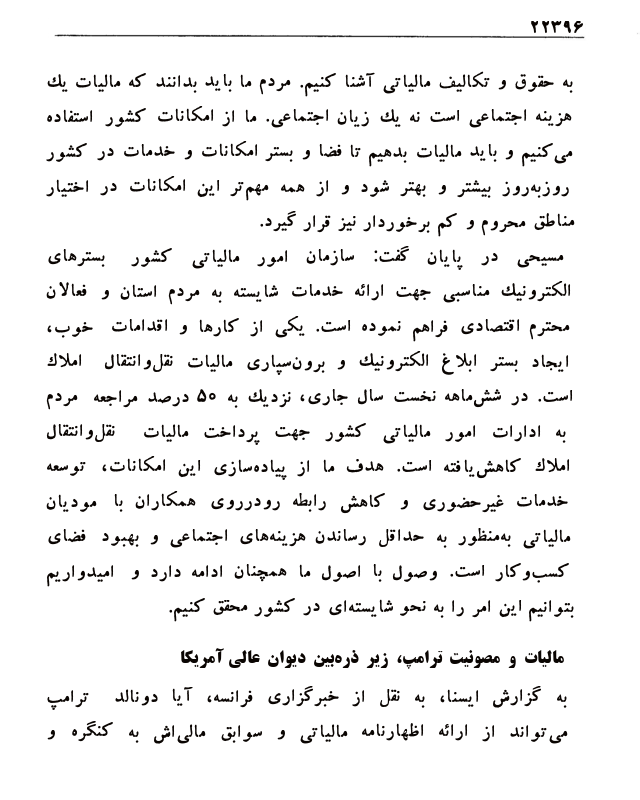 ۲۲۳۹۶
به حقوق و تکالیف مالیاتی آشنا کنیم. مردم ما باید بدانند که مالیات یك
هزینه اجتماعی است نه یك زیان اجتماعی. ما از امکانات کشور استفاده
می‌کنیم و باید مالیات بدهیم تا فضا و بستر امکانات و خدمات در کشور
روزبه‌روز بیشتر و بهتر شود و از همه مهم‌تر این امکانات در اختیار
مناطق محروم و کم برخوردار نیز قرار گیرد.
مسیحی در پایان گفت: سازمان امور مالیاتی کشور بسترهای
الکترونیك مناسبی جهت ارائه خدمات شایسته به مردم استان و فعالان
محترم اقتصادی فراهم نموده است. یکی از کارها و اقدامات خوب،
ایجاد بستر ابلاغ الکترونیك و برون‌سپاری مالیات نقل‌وانتقال املاك
است. در شش‌ماهه نخست سال جاری، نزدیك به ۵۰ درصد مراجعه مردم
به ادارات امور مالیاتی کشور جهت پرداخت مالیات نقل‌وانتقال
املاك کاهش‌یافته است. هدف ما از پیاده‌سازی این امکانات، توسعه
خدمات غیرحضوری و کاهش رابطه رودرروی همکاران با مودیان
مالیاتی به‌منظور به حداقل رساندن هزینه‌های اجتماعی و بهبود فضای
کسب‌وکار است. وصول با اصول ما همچنان ادامه دارد و امیدواریم
بتوانیم این امر را به نحو شایسته‌ای در کشور محقق کنیم.
مالیات و مصونیت ترامپ، زیر ذره‌بین دیوان عالی آمریکا
به گزارش ایسنا، به نقل از خبرگزاری فرانسه، آیا دونالد ترامپ
می‌تواند از ارائه اظهارنامه مالیاتی و سوابق مالی‌اش به کنگره و